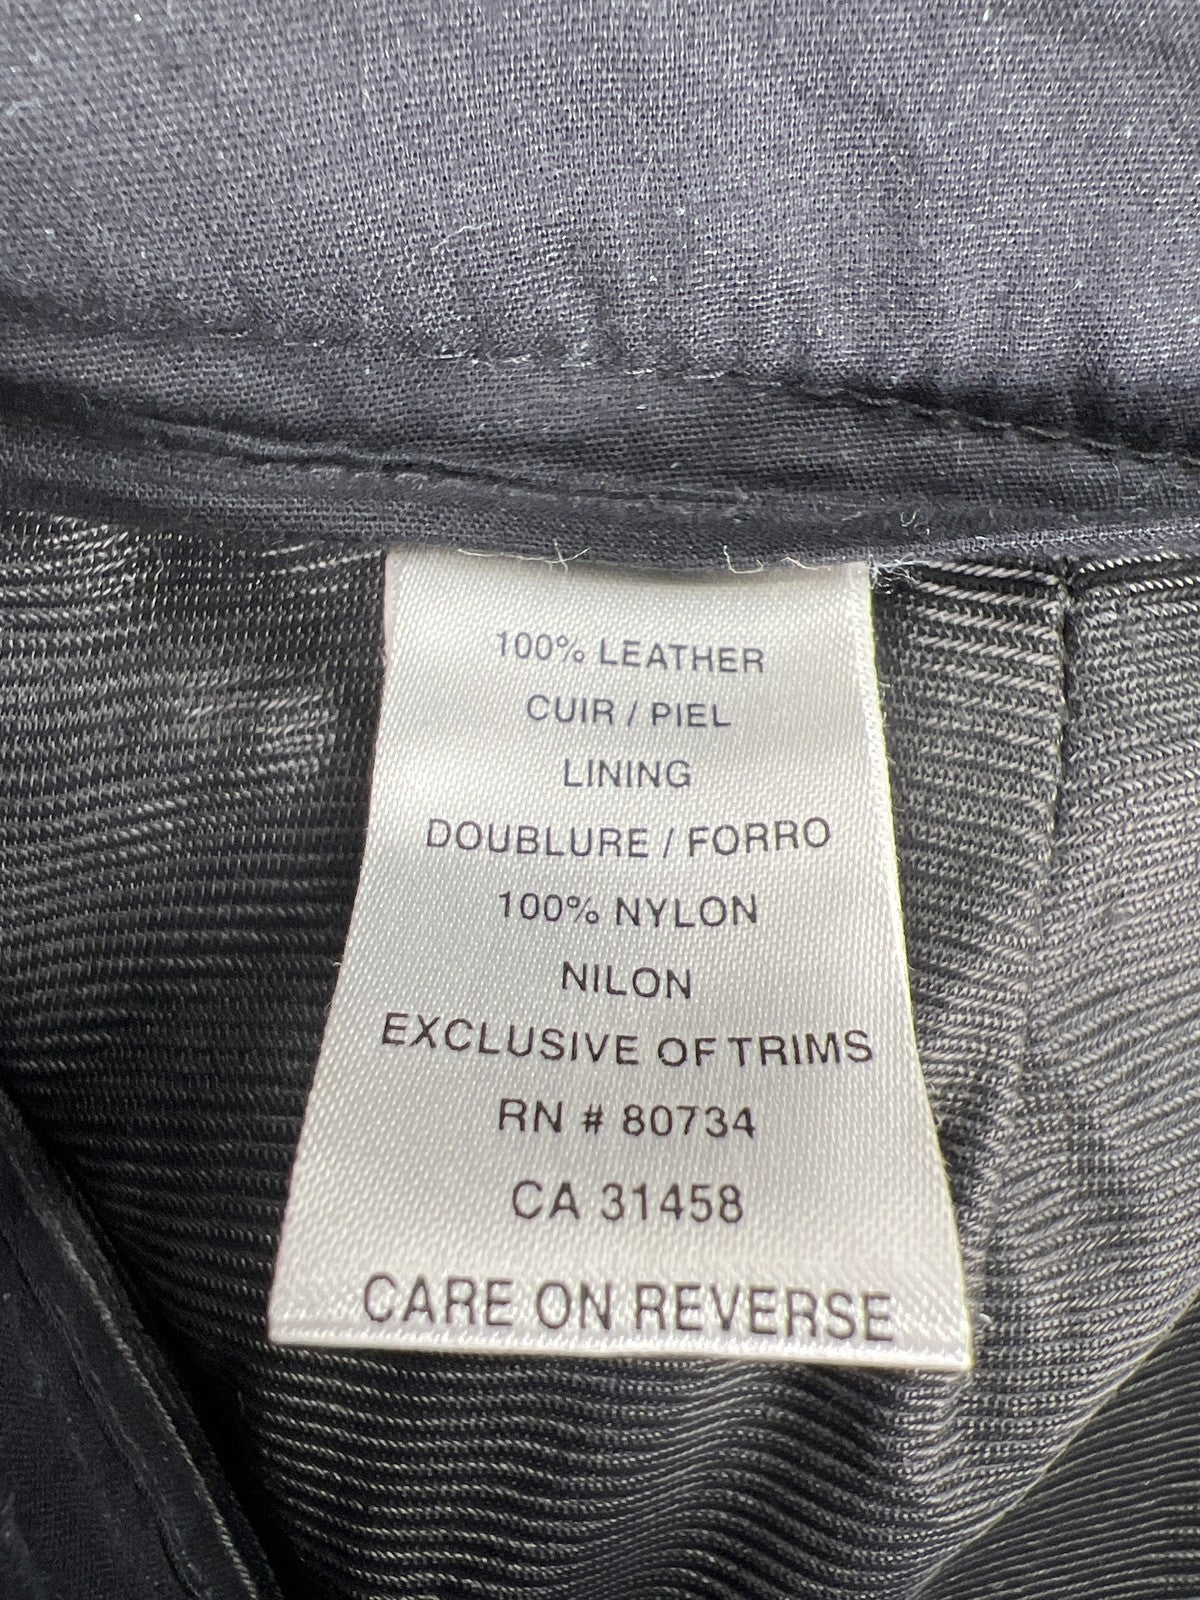 100% LEATHER
CUIR / PIEL
LINING
DOUBLURE / FORRO
100% NYLON
NILON
EXCLUSIVE OF TRIMS
RN # 80734
CA 31458
CARE ON REVERSE